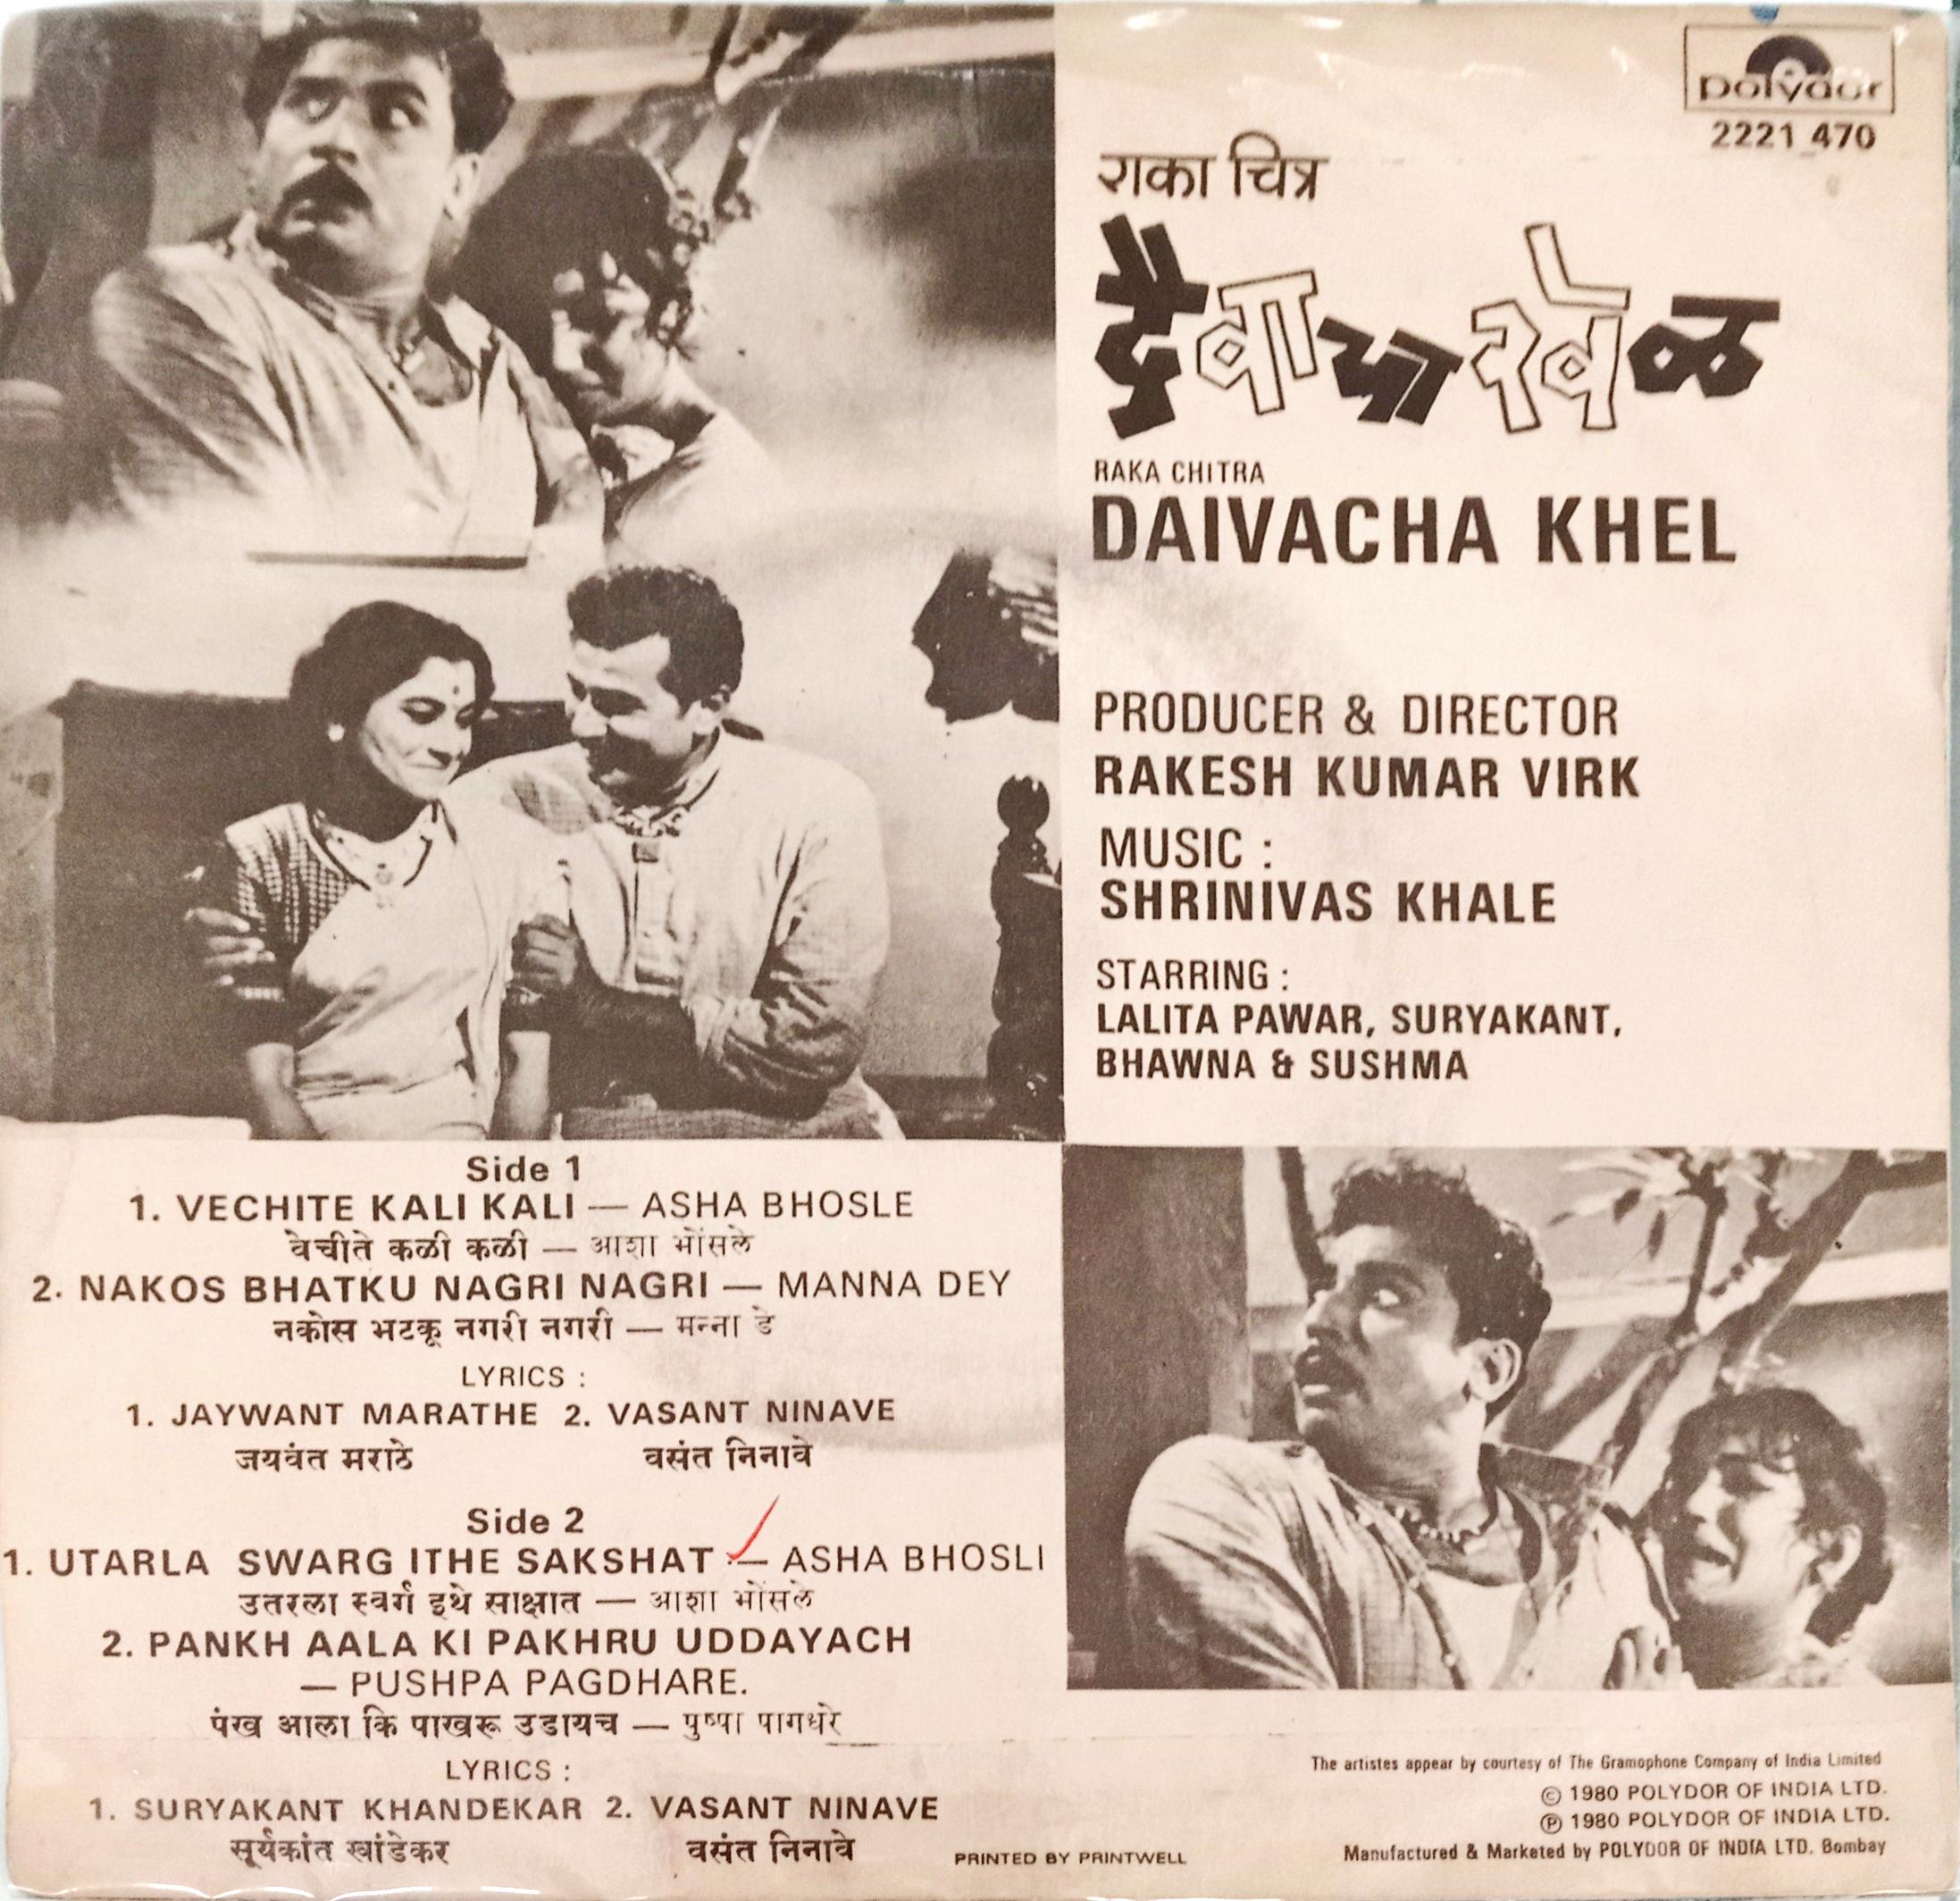 polydor
2221 470
राका चित्र
दैवाचा खेळ
RAKA CHITRA
DAIVACHA KHEL
PRODUCER & DIRECTOR
RAKESH KUMAR VIRK
MUSIC :
SHRINIVAS KHALE
STARRING :
LALITA PAWAR, SURYAKANT,
BHAWNA & SUSHMA
Side 1
1. VECHITE KALI KALI — ASHA BHOSLE
वेचीते कळी कळी — आशा भोंसले
2. NAKOS BHATKU NAGRI NAGRI — MANNA DEY
नकोस भटकू नगरी नगरी — मन्ना डे
LYRICS :
1. JAYWANT MARATHE 2. VASANT NINAVE
जयवंत मराठे वसंत निनावे
Side 2
1. UTARLA SWARG ITHE SAKSHAT — ASHA BHOSLI
उतरला स्वर्ग इथे साक्षात — आशा भोंसले
2. PANKH AALA KI PAKHRU UDDAYACH
— PUSHPA PAGDHARE.
पंख आला कि पाखरू उडायच — पुष्पा पागधरे
LYRICS :
1. SURYAKANT KHANDEKAR 2. VASANT NINAVE
सूर्यकांत खांडेकर वसंत निनावे
PRINTED BY PRINTWELL
The artistes appear by courtesy of The Gramophone Company of India Limited
© 1980 POLYDOR OF INDIA LTD.
℗ 1980 POLYDOR OF INDIA LTD.
Manufactured & Marketed by POLYDOR OF INDIA LTD. Bombay